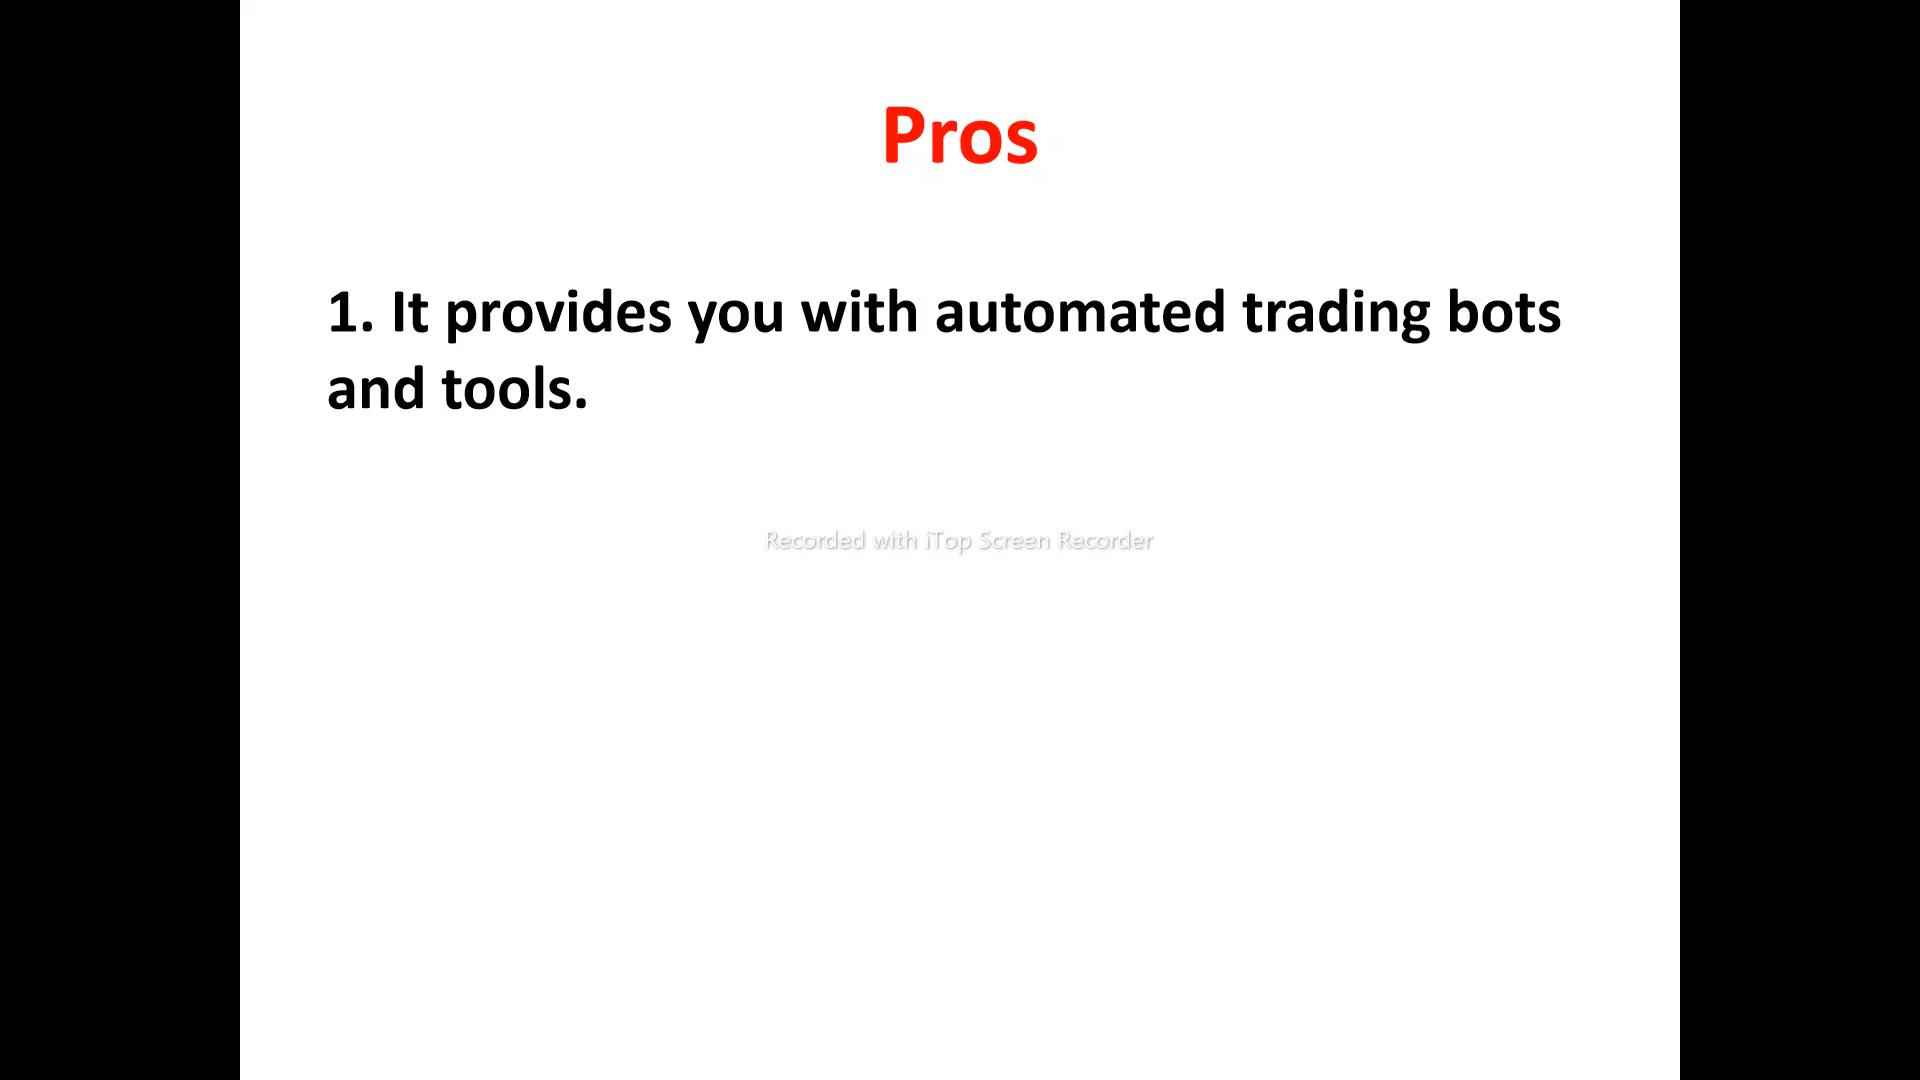 Pros
1. It provides you with automated trading bots
and tools.
Recorded with iTop Screen Recorder